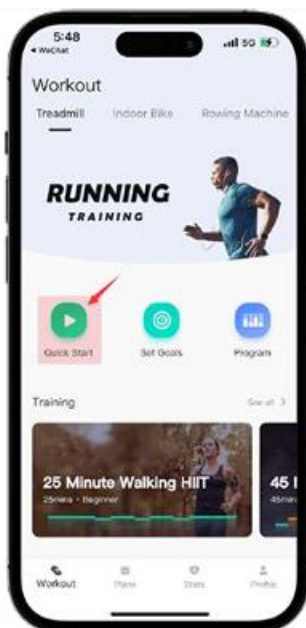 5:48
5G
◀ WeChat
Workout
Treadmill Indoor Bike Rowing Machine
RUNNING
TRAINING
Quick Start Set Goals Program
Training See all >
25 Minute Walking HIIT
25mins • Beginner
45
45mins
Workout Plans Stats Profile